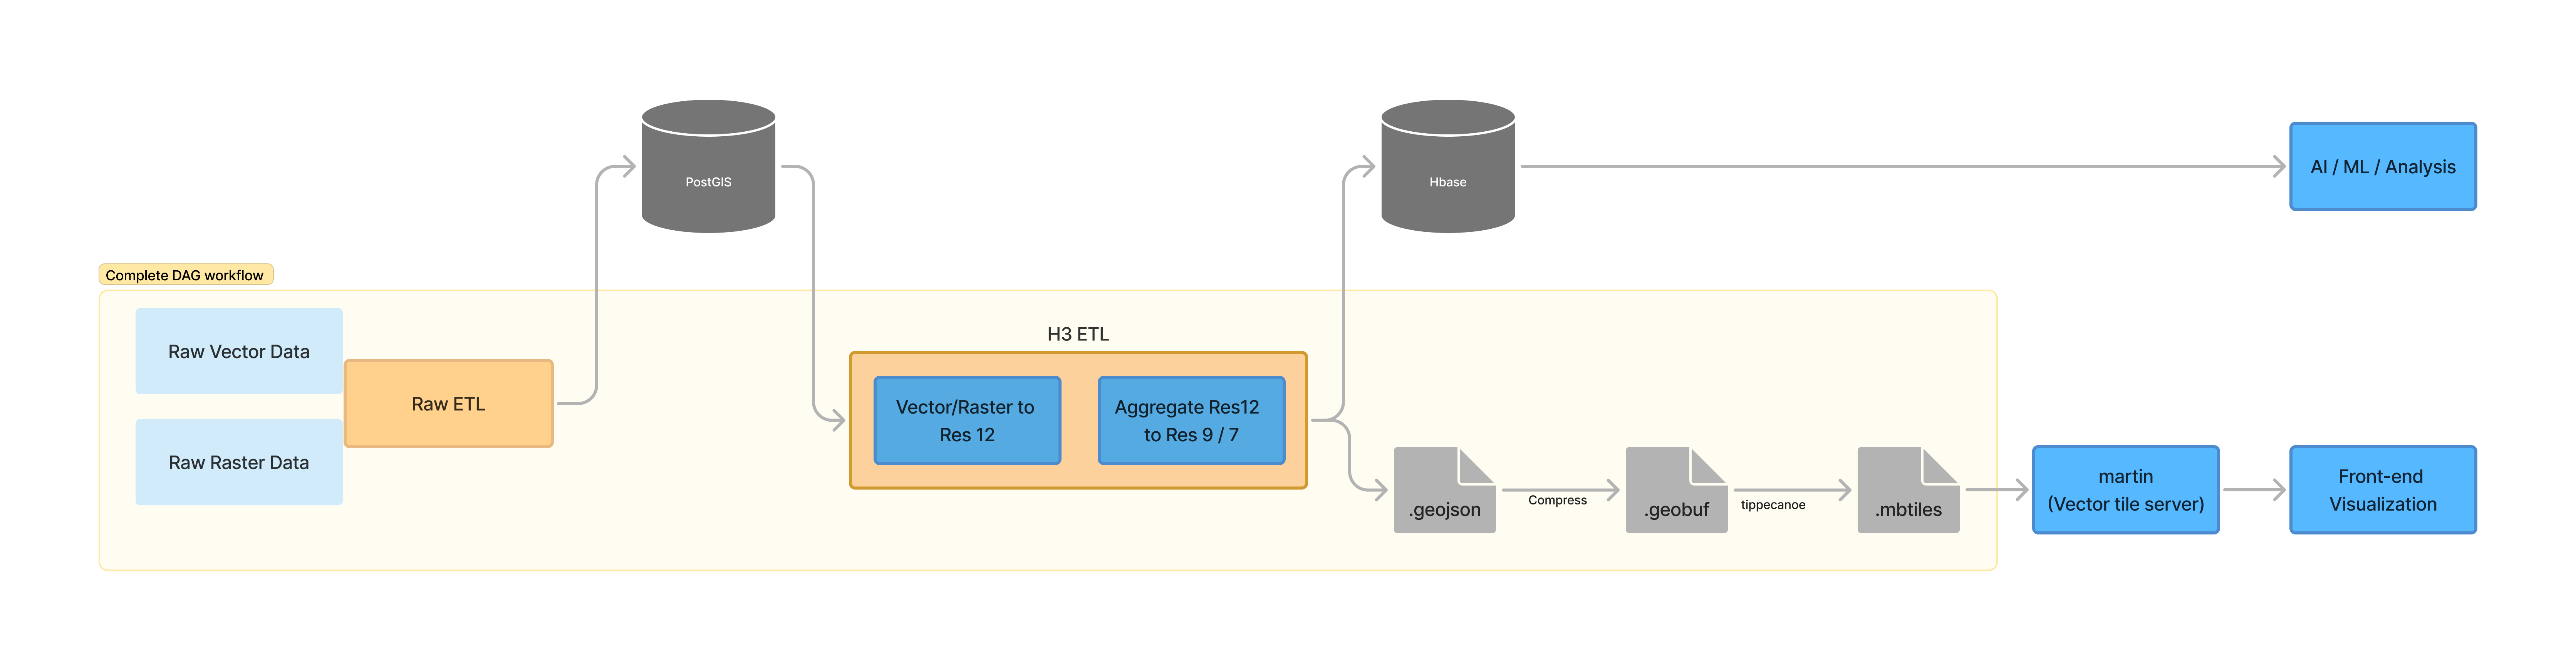 PostGIS
Hbase
AI / ML / Analysis
Complete DAG workflow
Raw Vector Data
Raw ETL
Raw Raster Data
H3 ETL
Vector/Raster to
Res 12
Aggregate Res12
to Res 9 / 7
.geojson
Compress
.geobuf
tippecanoe
.mbtiles
martin
(Vector tile server)
Front-end
Visualization